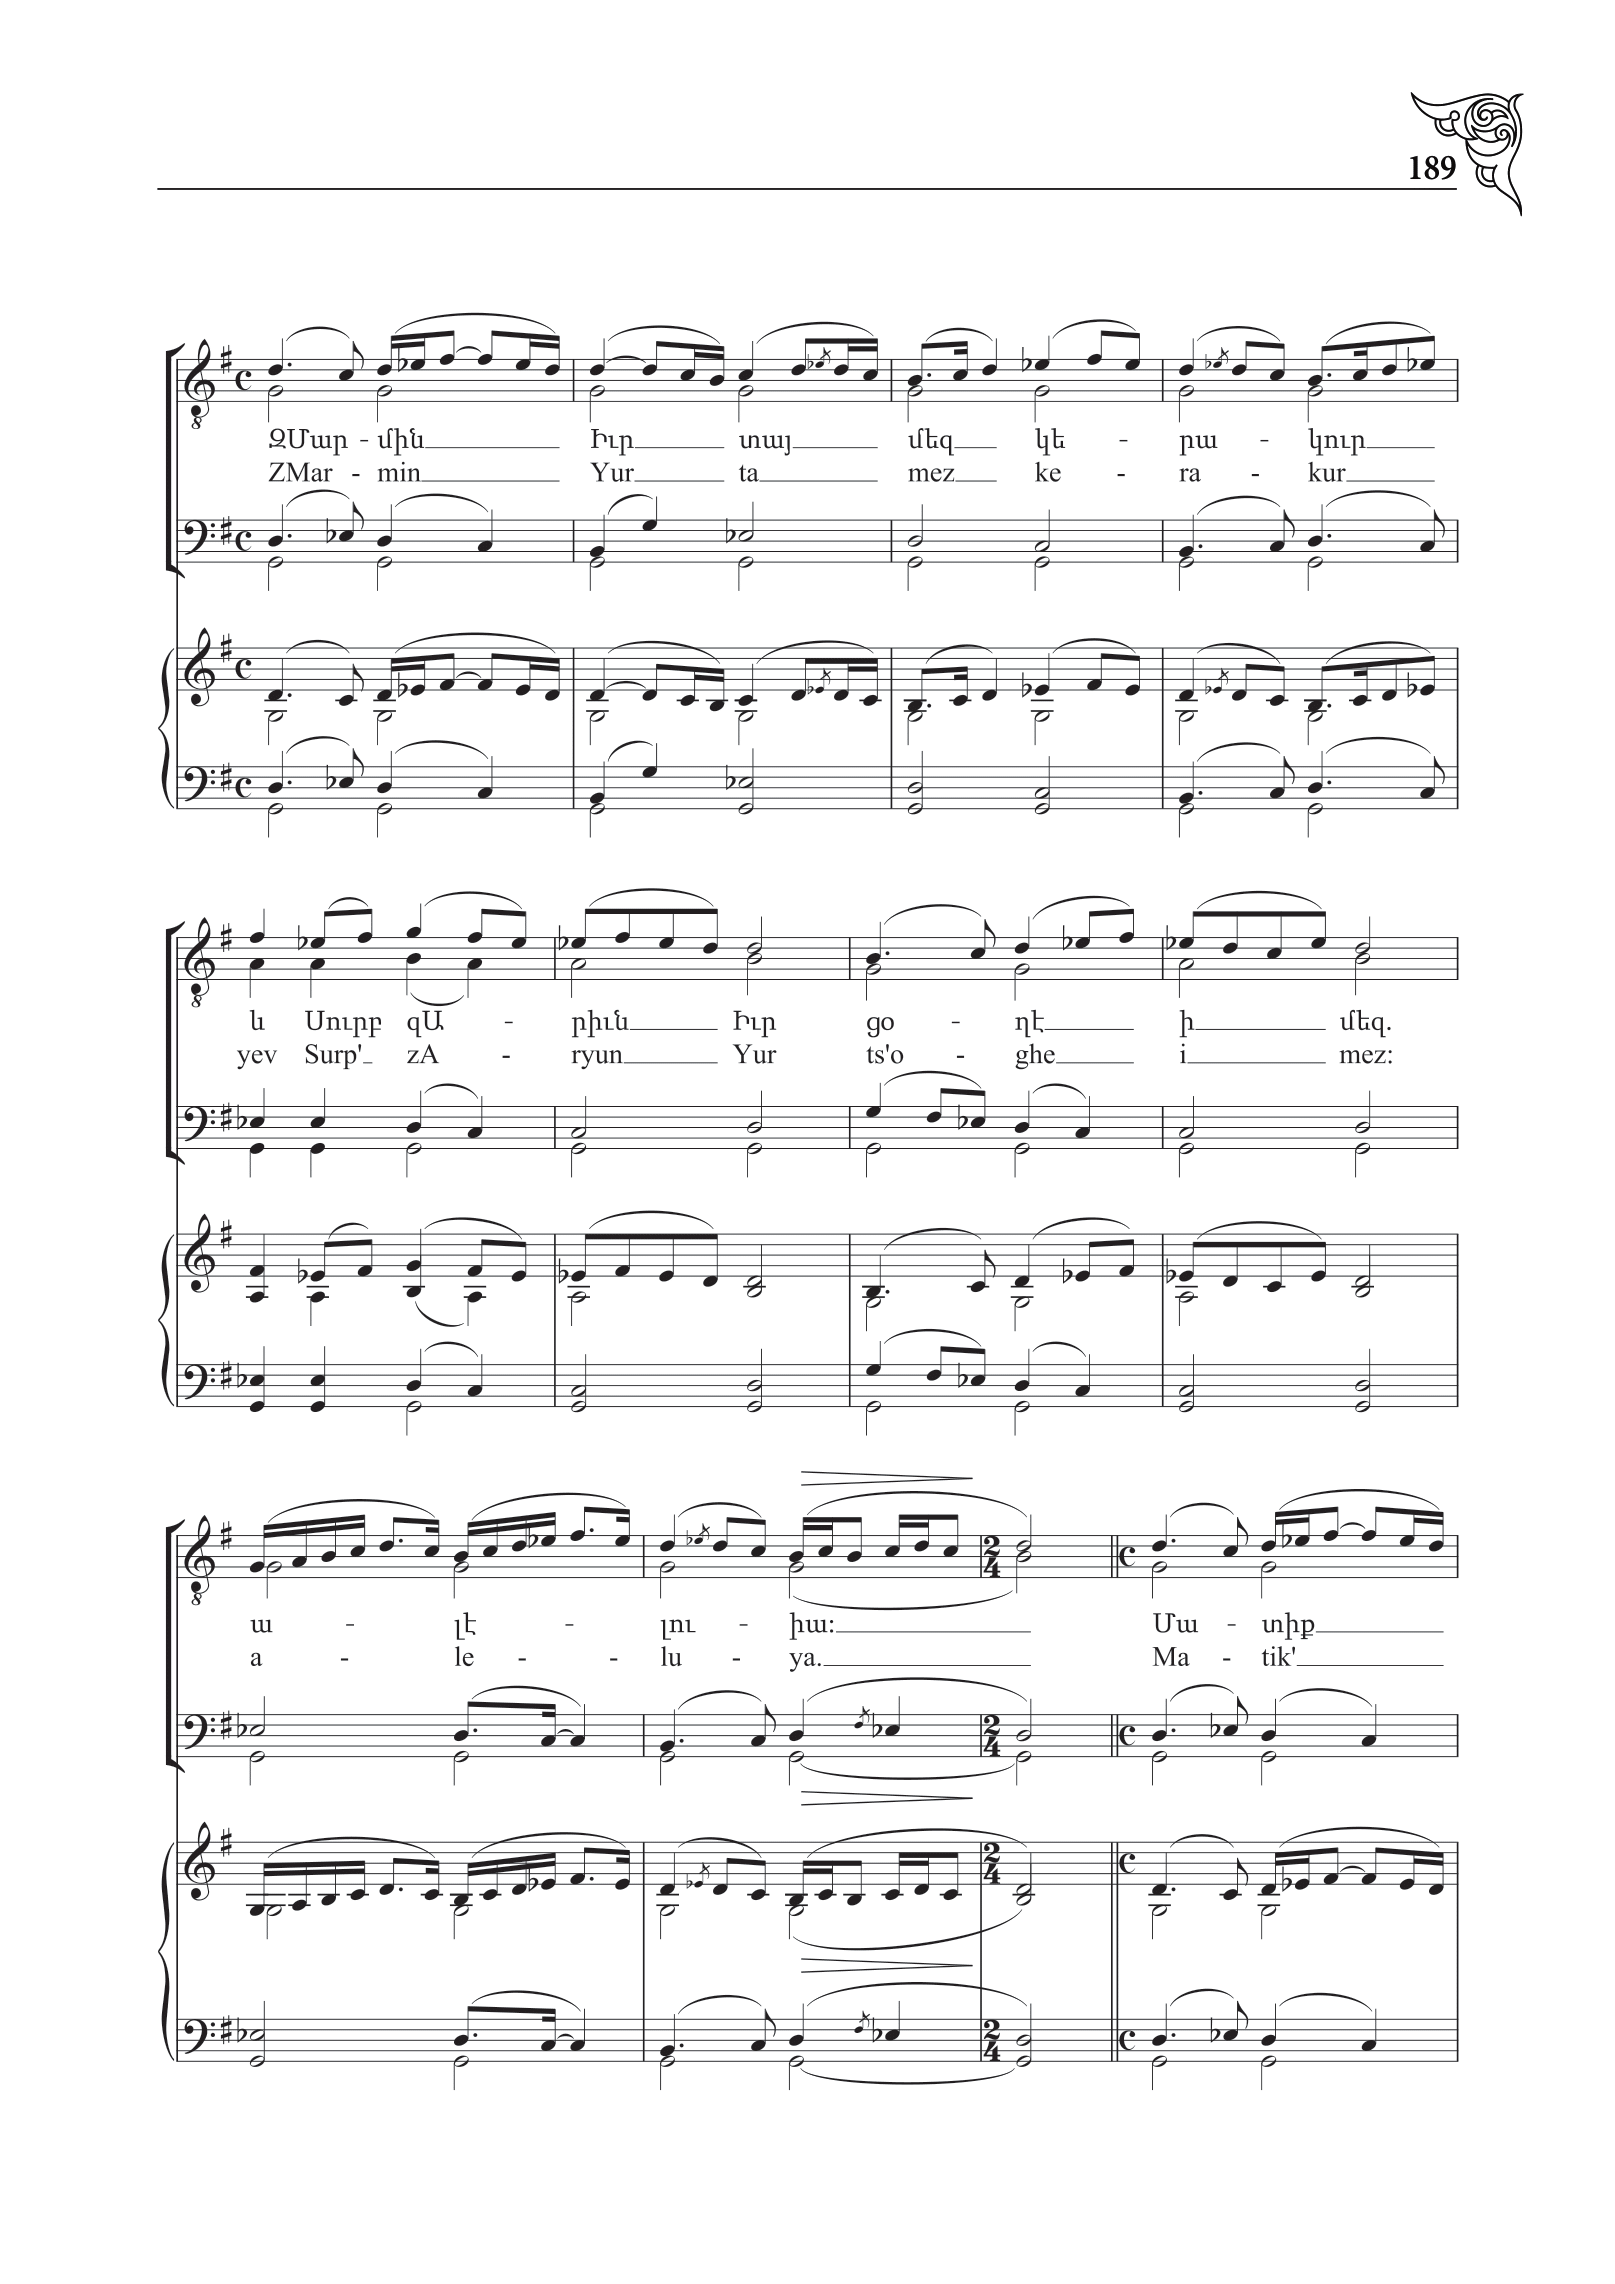 189
ԶՄար - մին Իւր տայ մեզ կե - րա - կուր
ZMar - min Yur ta mez ke - ra - kur
և Սուրբ զԱ - րիւն Իւր ցօ - ղէ ի մեզ.
yev Surp' zA - ryun Yur ts'o - ghe i mez:
ա - լէ - լու - իա: Մա - տիք
a - le - - lu - ya. Ma - tik'